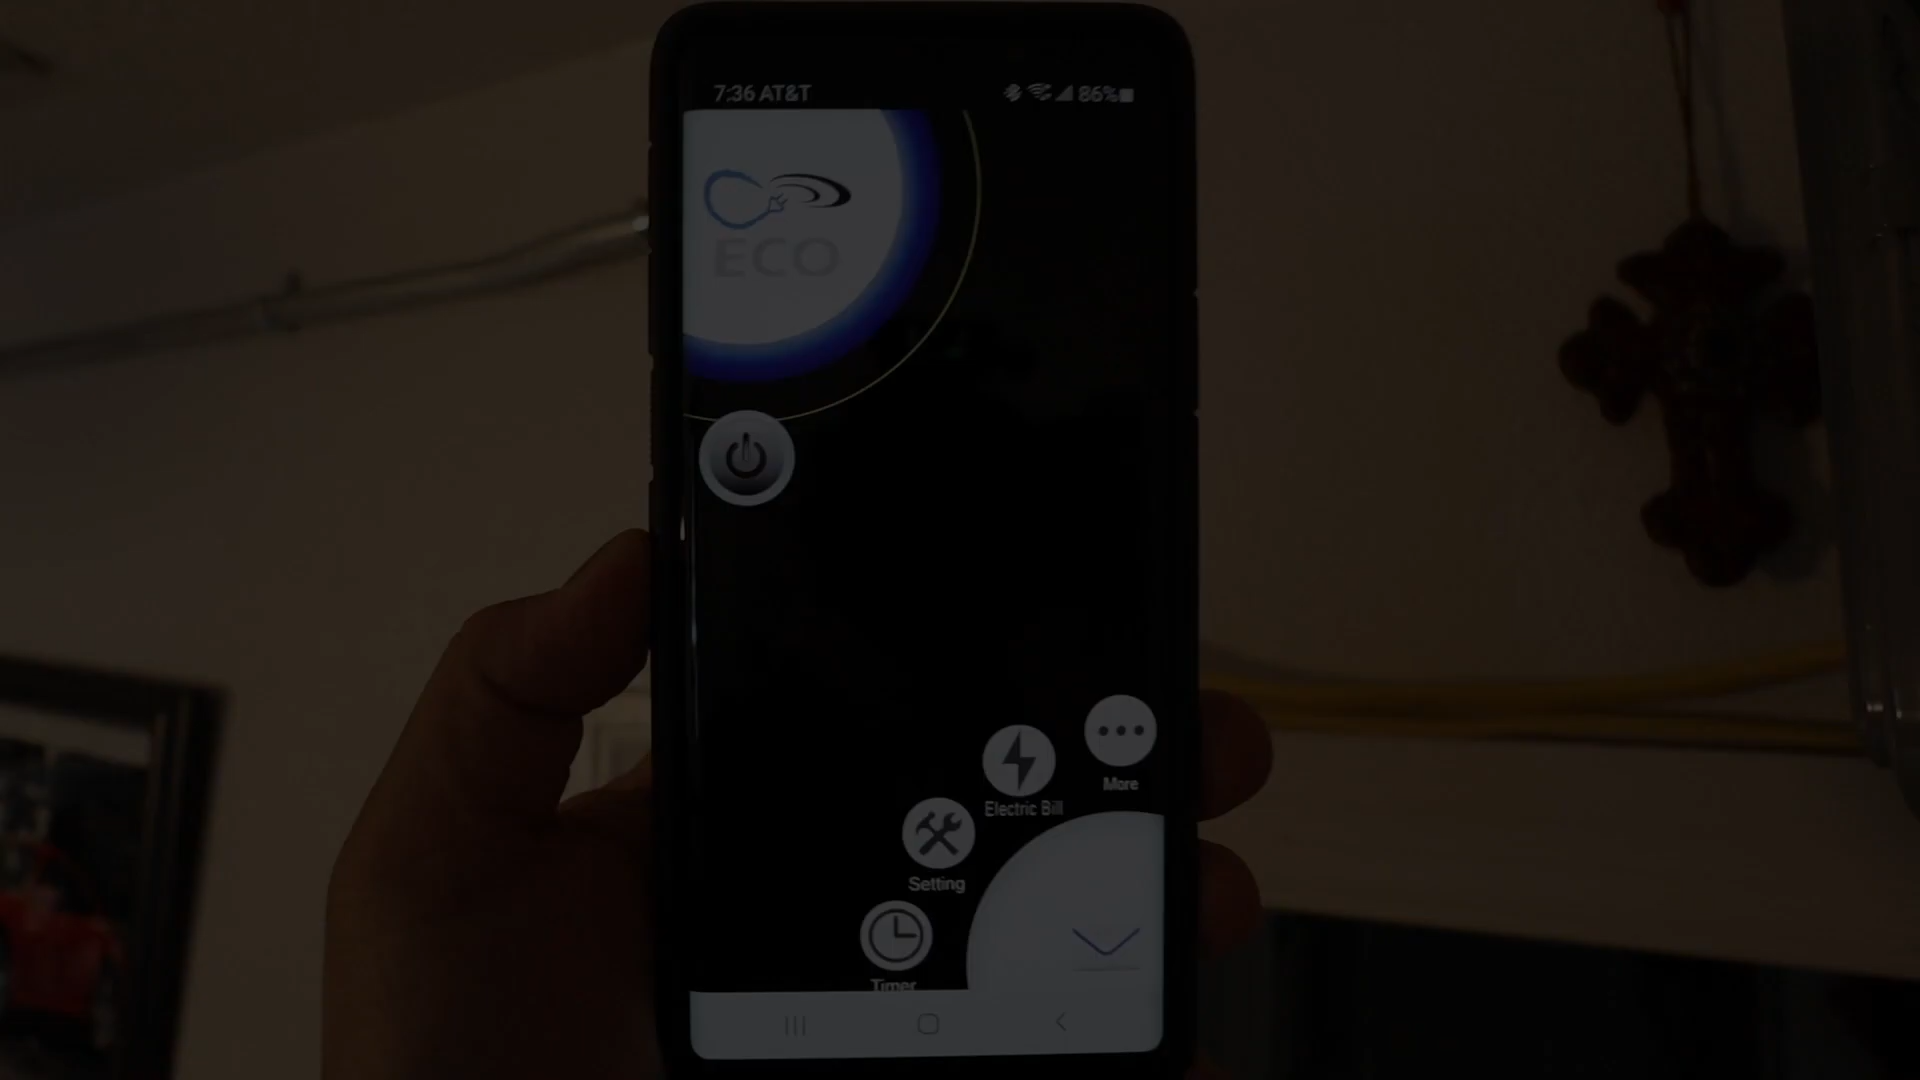 7:36 AT&T 86%
ECO
More
Electric Bill
Setting
Timer